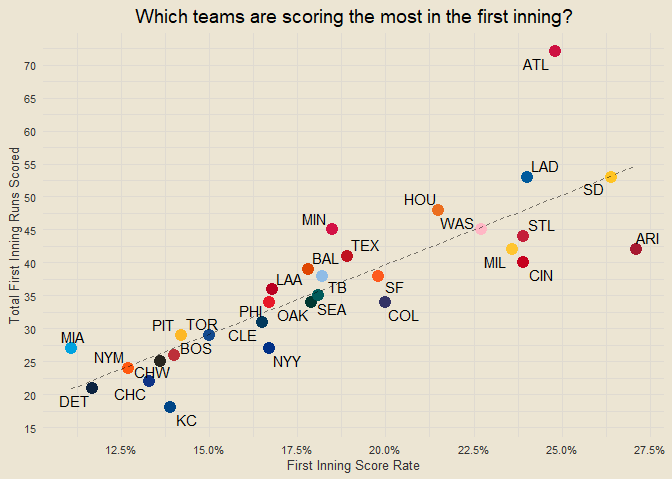 Which teams are scoring the most in the first inning?
Total First Inning Runs Scored
70
65
60
55
50
45
40
35
30
25
20
15
ATL
LAD
SD
HOU
MIN
WAS
STL
ARI
TEX
BAL
MIL
CIN
LAA
TB
SF
PHI
OAK
SEA
COL
PIT
TOR
CLE
MIA
BOS
NYY
NYM
CHW
CHC
DET
KC
12.5%
15.0%
17.5%
20.0%
22.5%
25.0%
27.5%
First Inning Score Rate